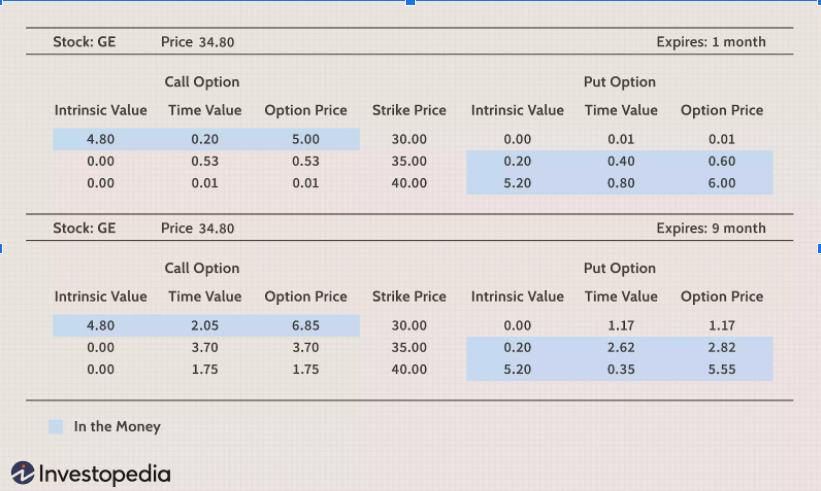 Stock: GE Price 34.80 Expires: 1 month
Call Option Put Option
Intrinsic Value Time Value Option Price Strike Price Intrinsic Value Time Value Option Price
4.80 0.20 5.00 30.00 0.00 0.01 0.01
0.00 0.53 0.53 35.00 0.20 0.40 0.60
0.00 0.01 0.01 40.00 5.20 0.80 6.00
Stock: GE Price 34.80 Expires: 9 month
Call Option Put Option
Intrinsic Value Time Value Option Price Strike Price Intrinsic Value Time Value Option Price
4.80 2.05 6.85 30.00 0.00 1.17 1.17
0.00 3.70 3.70 35.00 0.20 2.62 2.82
0.00 1.75 1.75 40.00 5.20 0.35 5.55
In the Money
Investopedia